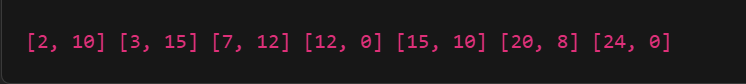 [2, 10] [3, 15] [7, 12] [12, 0] [15, 10] [20, 8] [24, 0]